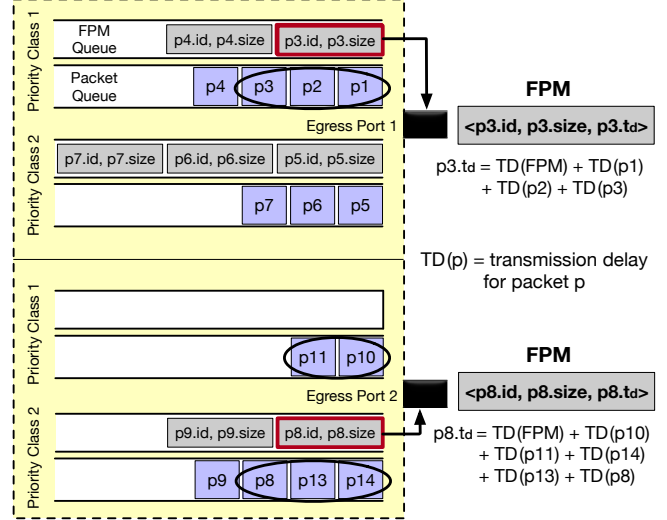 Priority Class 1
FPM
Queue
p4.id, p4.size
p3.id, p3.size
Packet
Queue
p4
p3
p2
p1
Egress Port 1
FPM
<p3.id, p3.size, p3.td>
p3.td = TD(FPM) + TD(p1)
+ TD(p2) + TD(p3)
Priority Class 2
p7.id, p7.size
p6.id, p6.size
p5.id, p5.size
p7
p6
p5
TD(p) = transmission delay
for packet p
Priority Class 1
p11
p10
Egress Port 2
FPM
<p8.id, p8.size, p8.td>
p8.td = TD(FPM) + TD(p10)
+ TD(p11) + TD(p14)
+ TD(p13) + TD(p8)
Priority Class 2
p9.id, p9.size
p8.id, p8.size
p9
p8
p13
p14